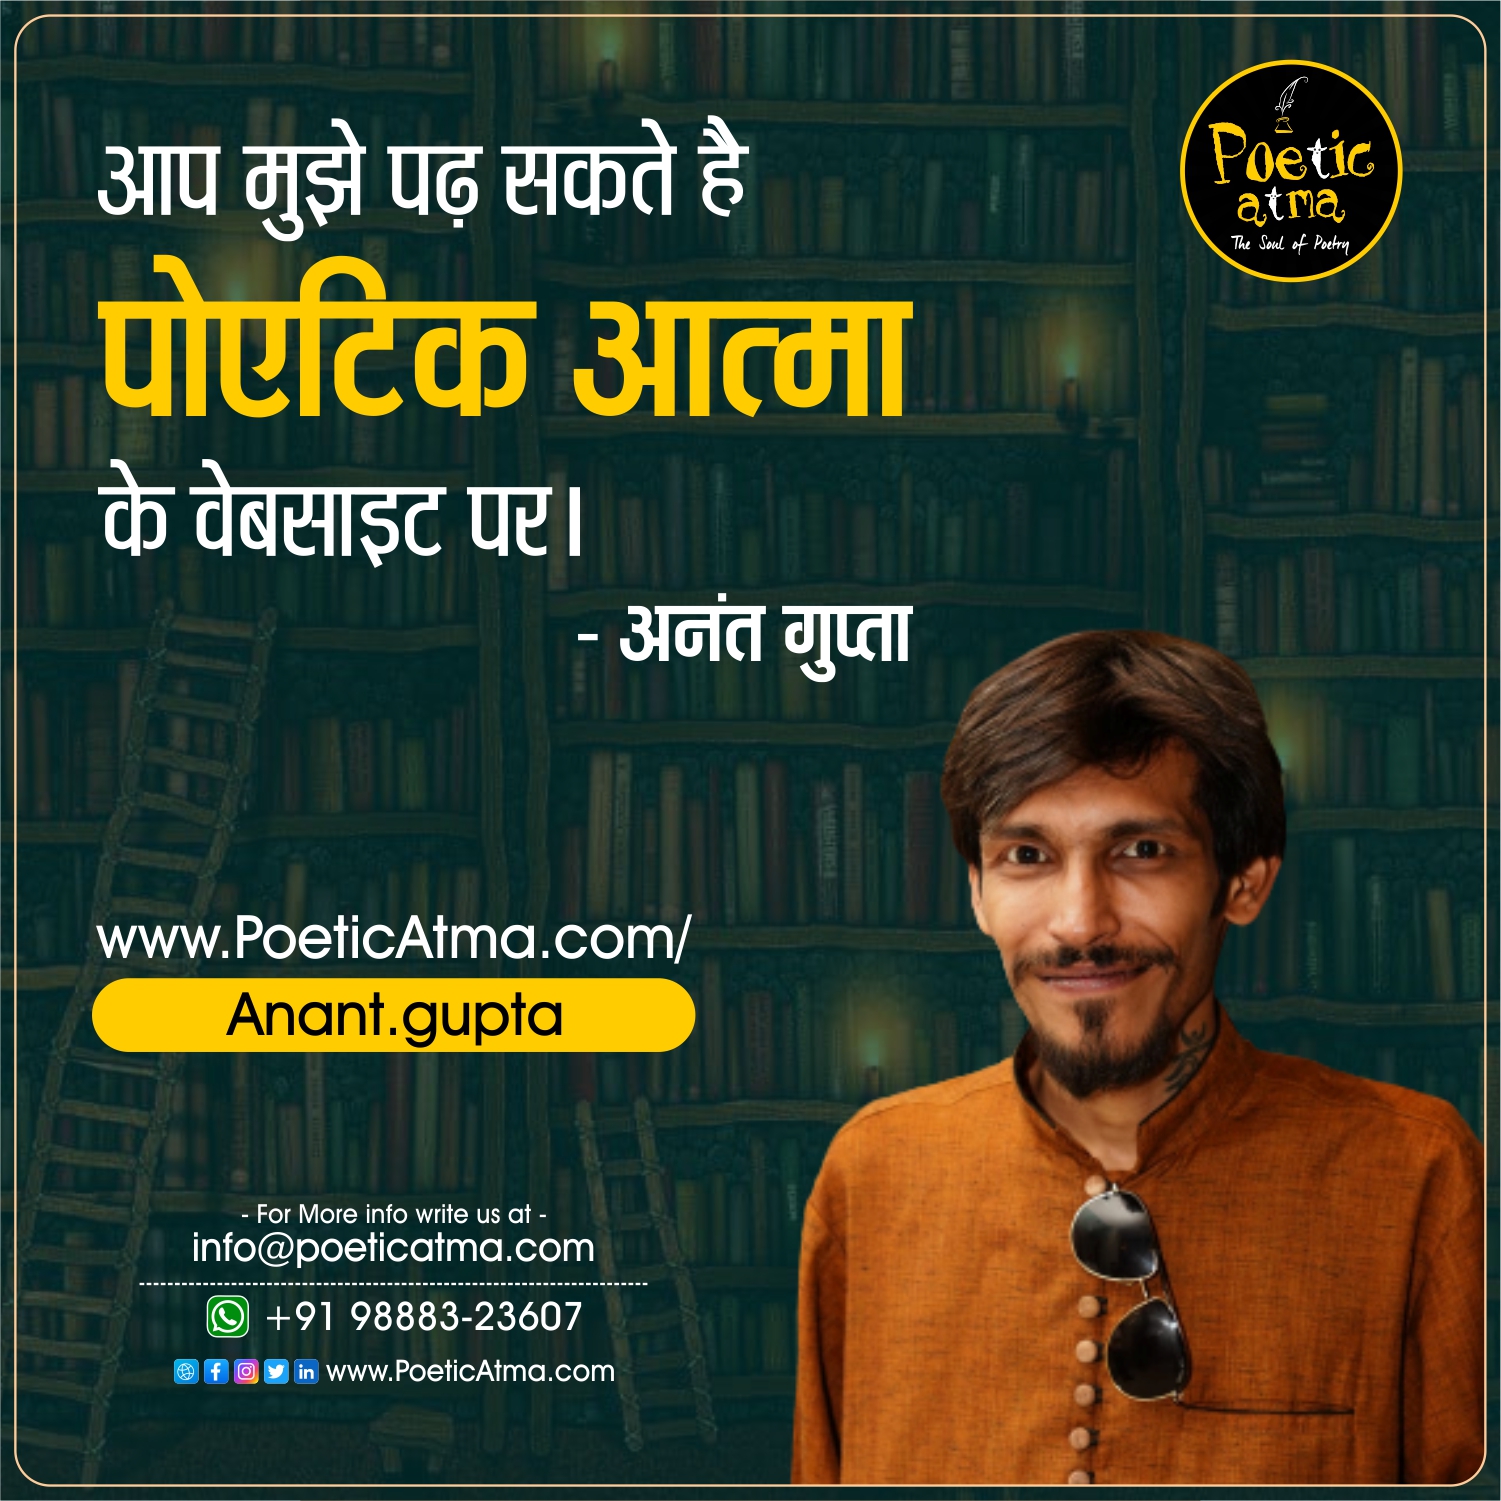 आप मुझे पढ़ सकते है
Poetic
atma
The Soul of Poetry
पोएटिक आत्मा
के वेबसाइट पर।
- अनंत गुप्ता
www.PoeticAtma.com/
Anant.gupta
- For More info write us at -
info@poeticatma.com
+91 98883-23607
www.PoeticAtma.com